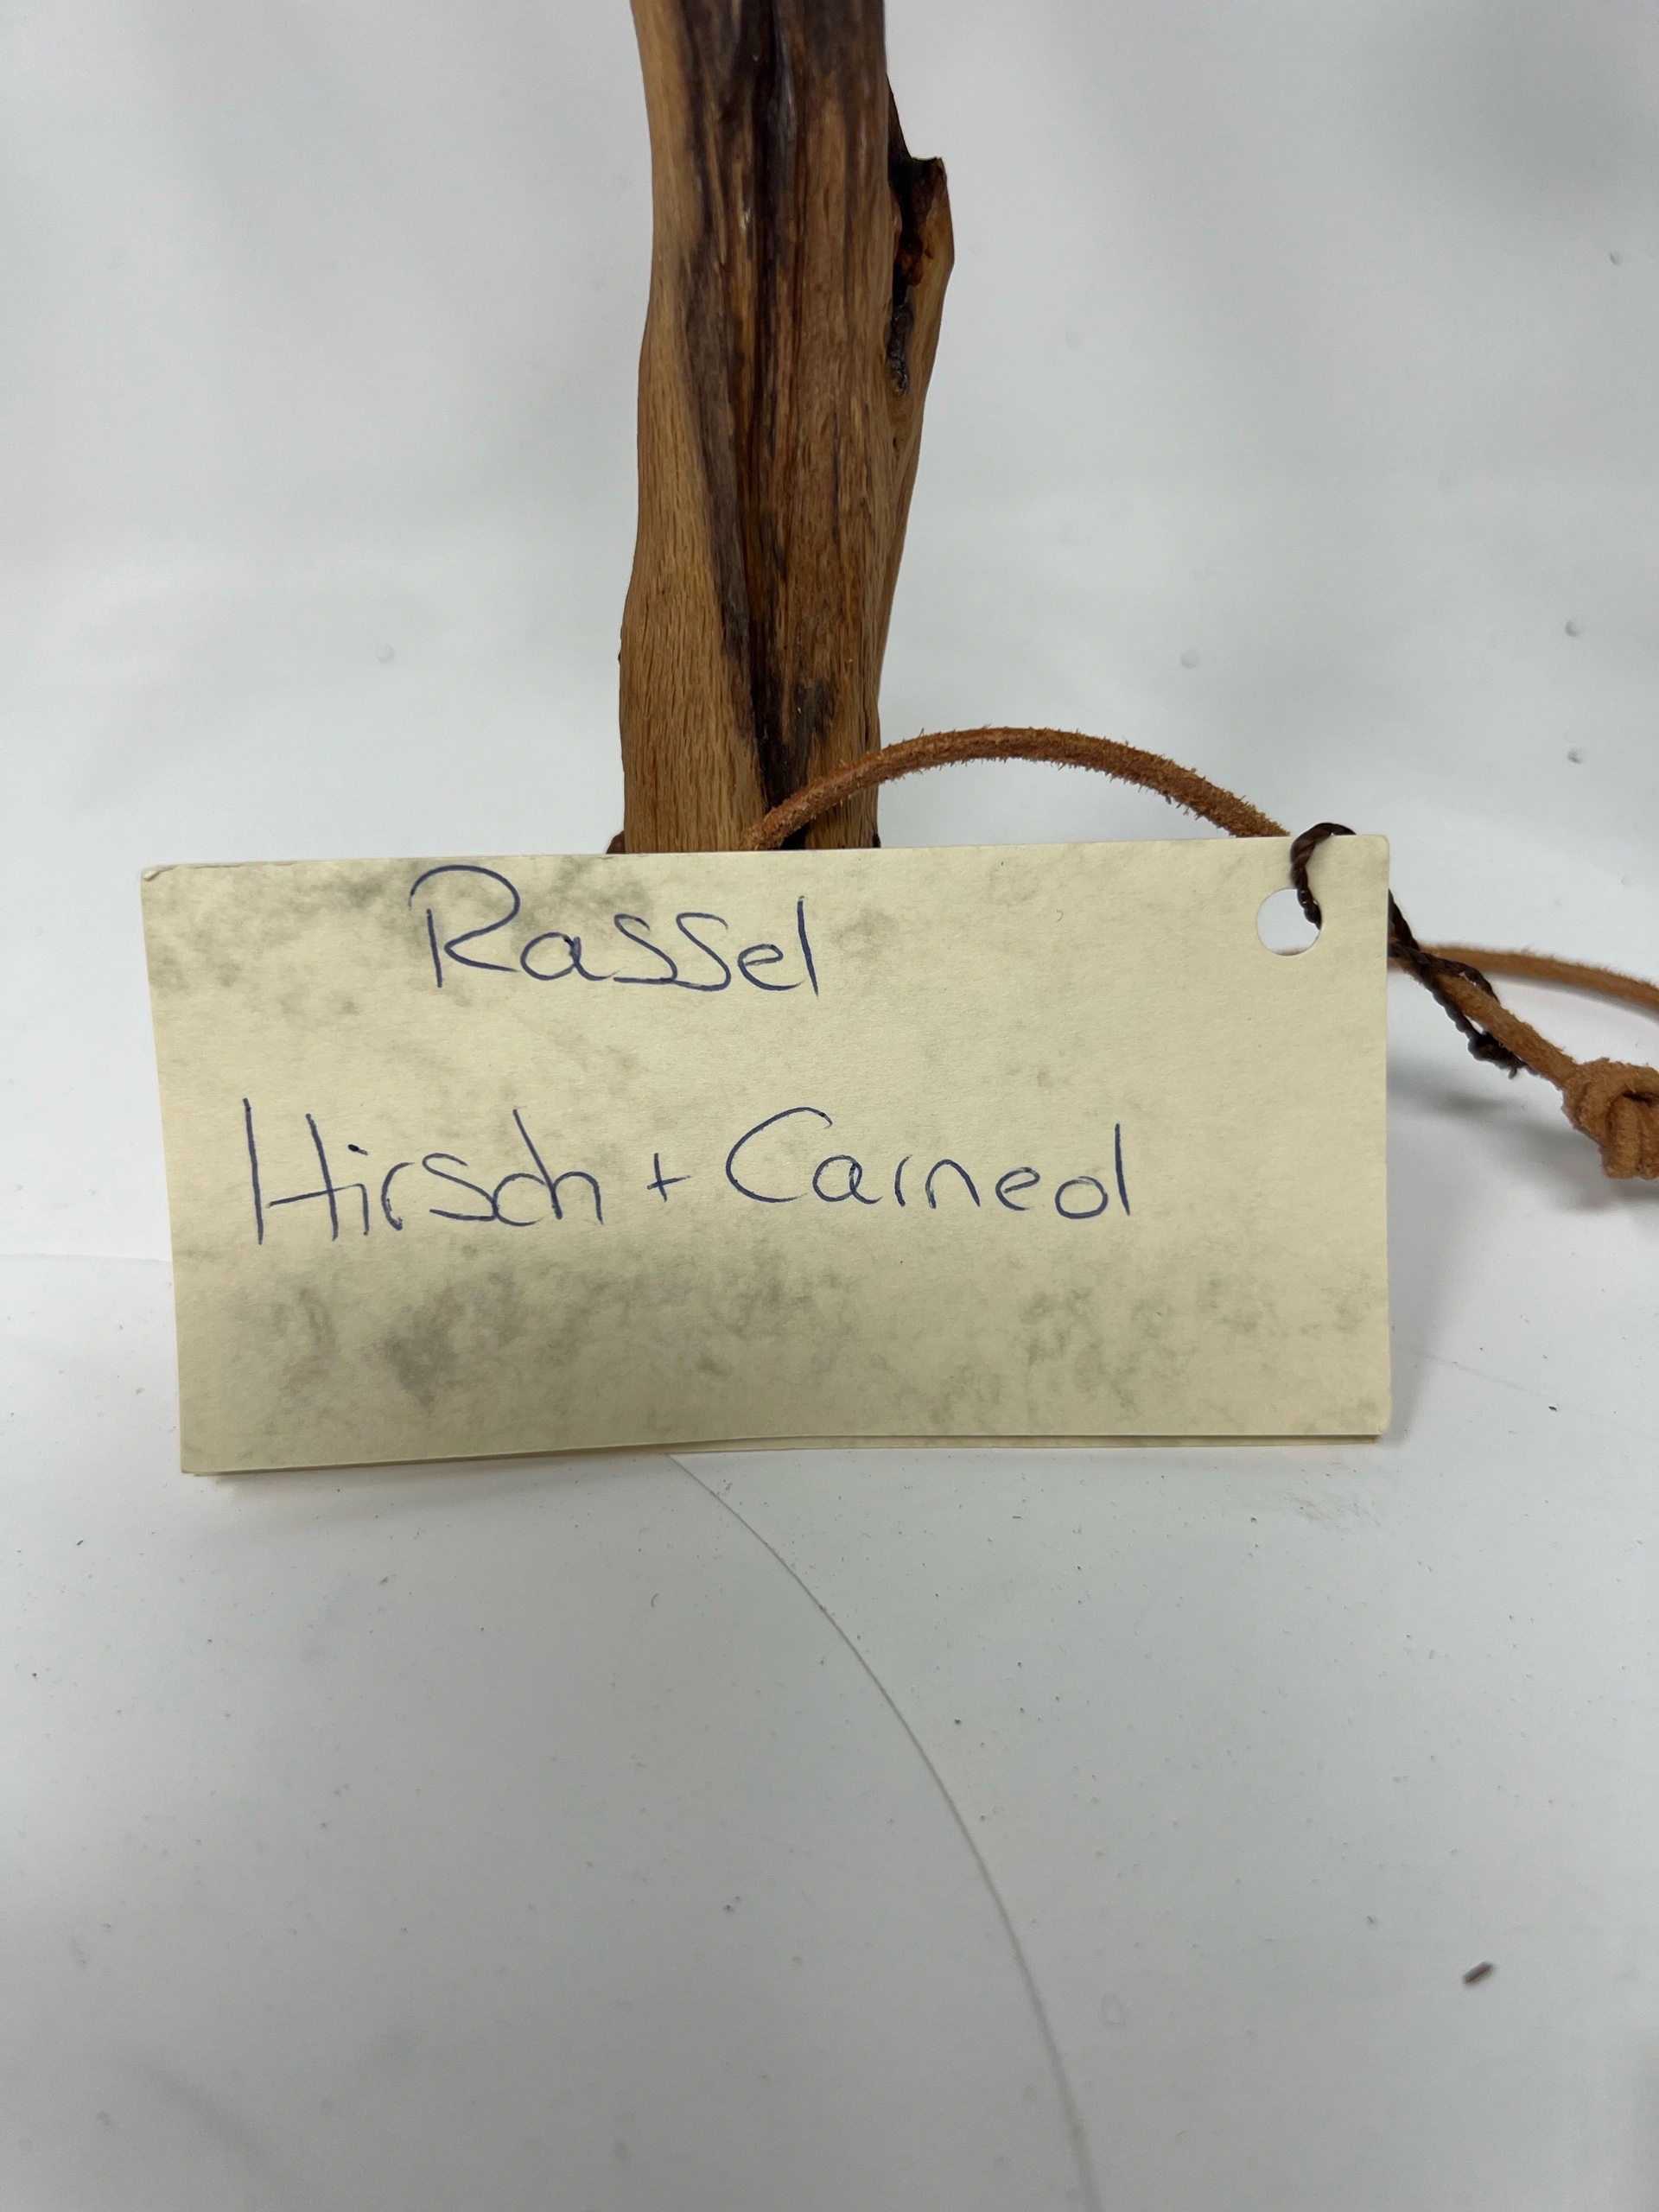 Rassel
Hirsch + Carneol